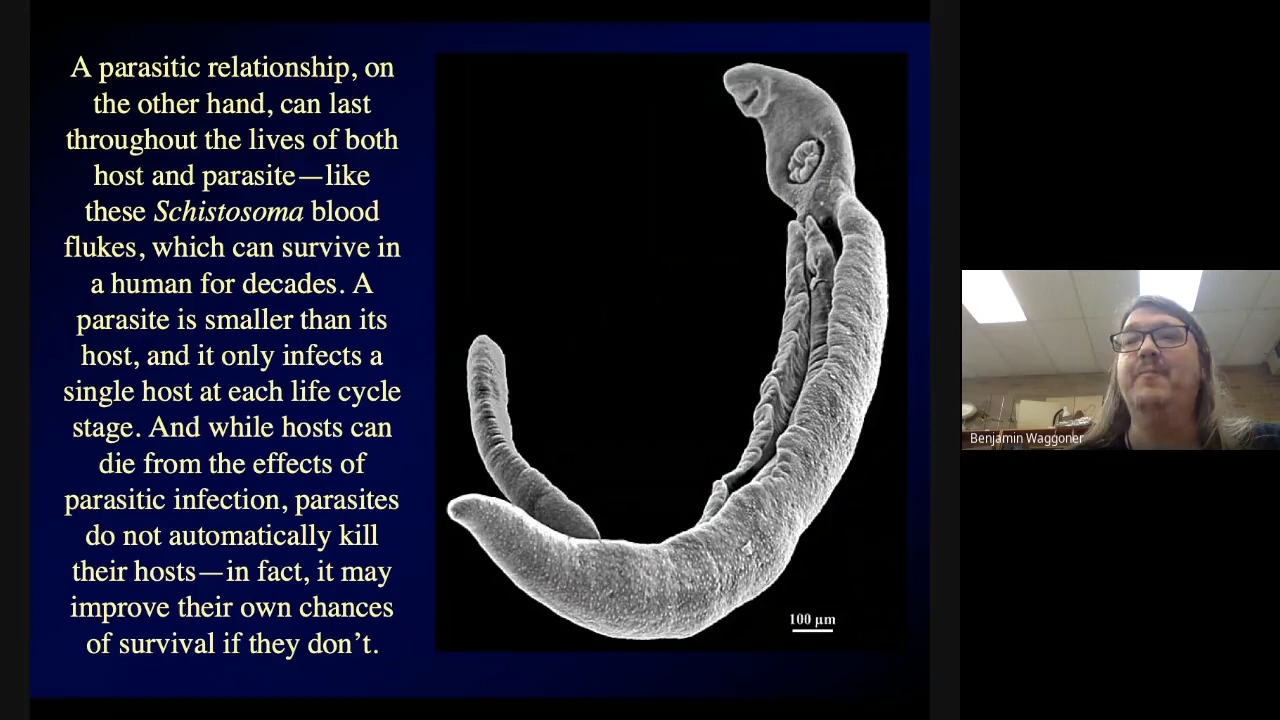 A parasitic relationship, on
the other hand, can last
throughout the lives of both
host and parasite—like
these Schistosoma blood
flukes, which can survive in
a human for decades. A
parasite is smaller than its
host, and it only infects a
single host at each life cycle
stage. And while hosts can
die from the effects of
parasitic infection, parasites
do not automatically kill
their hosts—in fact, it may
improve their own chances
of survival if they don’t.
100 µm
Benjamin Waggoner